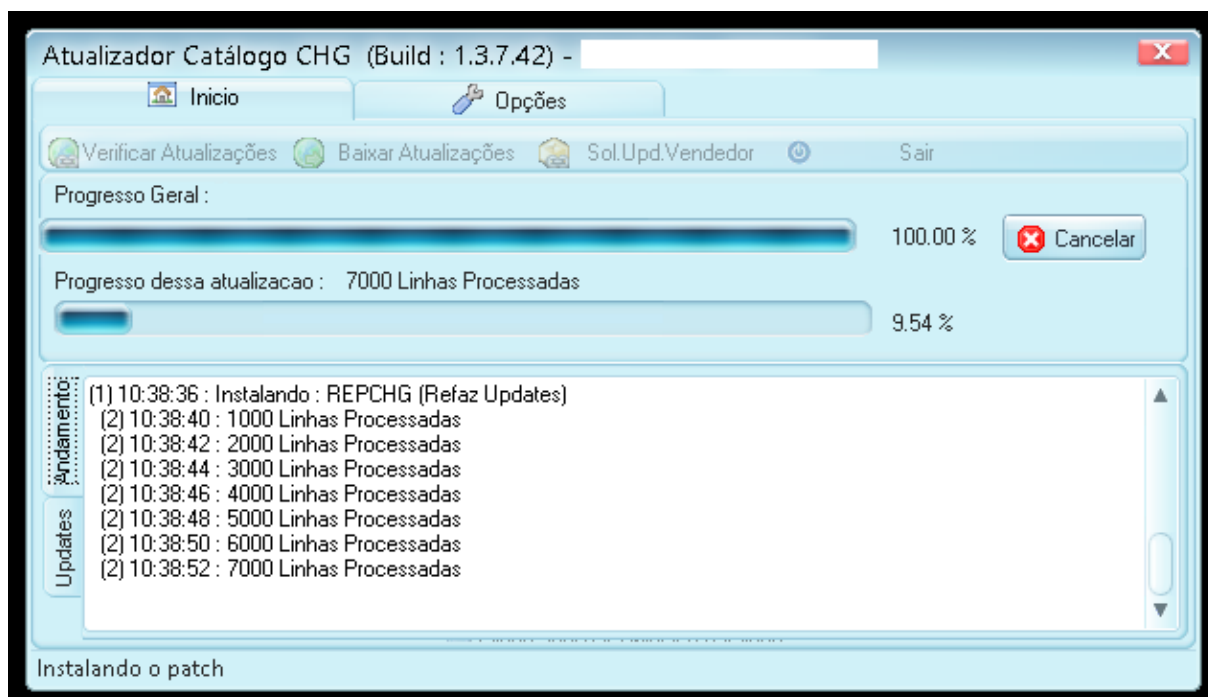 Atualizador Catálogo CHG (Build : 1.3.7.42) -
Inicio
Opções
Verificar Atualizações
Baixar Atualizações
Sol.Upd.Vendedor
Sair
Progresso Geral :
100.00 %
Cancelar
Progresso dessa atualizacao : 7000 Linhas Processadas
9.54 %
Andamento
Updates
(1) 10:38:36 : Instalando : REPCHG (Refaz Updates)
(2) 10:38:40 : 1000 Linhas Processadas
(2) 10:38:42 : 2000 Linhas Processadas
(2) 10:38:44 : 3000 Linhas Processadas
(2) 10:38:46 : 4000 Linhas Processadas
(2) 10:38:48 : 5000 Linhas Processadas
(2) 10:38:50 : 6000 Linhas Processadas
(2) 10:38:52 : 7000 Linhas Processadas
Instalando o patch